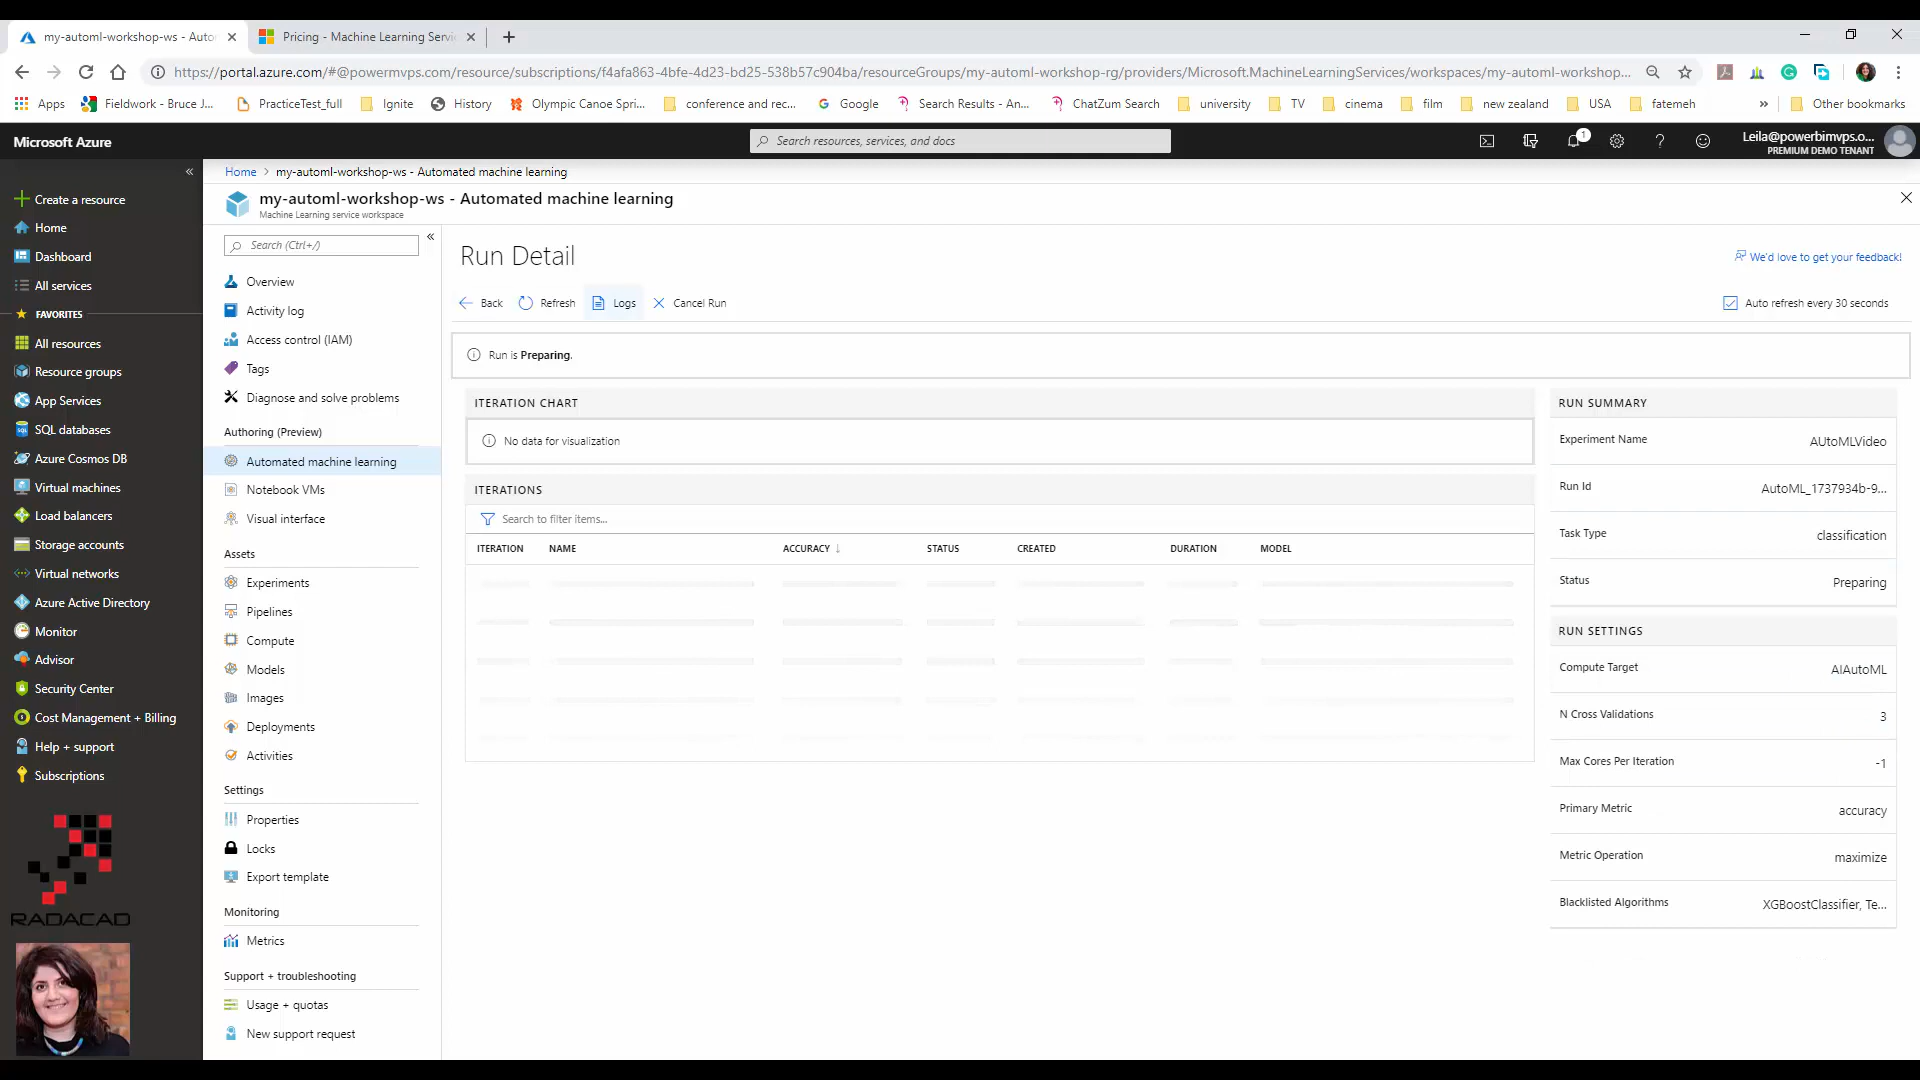 my-automl-workshop-ws - Auto
Pricing - Machine Learning Servi
https://portal.azure.com/#@powermvps.com/resource/subscriptions/f4afa863-4bfe-4d23-bd25-538b57c904ba/resourceGroups/my-automl-workshop-rg/providers/Microsoft.MachineLearningServices/workspaces/my-automl-workshop...
Apps
Fieldwork - Bruce J...
PracticeTest_full
Ignite
History
Olympic Canoe Spri...
conference and rec...
Google
Search Results - An...
ChatZum Search
university
TV
cinema
film
new zealand
USA
fatemeh
»
Other bookmarks
Microsoft Azure
Search resources, services, and docs
1
Leila@powerbimvps.o...
PREMIUM DEMO TENANT
Home > my-automl-workshop-ws - Automated machine learning
my-automl-workshop-ws - Automated machine learning
Machine Learning service workspace
Create a resource
Home
Dashboard
All services
FAVORITES
All resources
Resource groups
App Services
SQL databases
Azure Cosmos DB
Virtual machines
Load balancers
Storage accounts
Virtual networks
Azure Active Directory
Monitor
Advisor
Security Center
Cost Management + Billing
Help + support
Subscriptions
RADACAD
Search (Ctrl+/)
Overview
Activity log
Access control (IAM)
Tags
Diagnose and solve problems
Authoring (Preview)
Automated machine learning
Notebook VMs
Visual interface
Assets
Experiments
Pipelines
Compute
Models
Images
Deployments
Activities
Settings
Properties
Locks
Export template
Monitoring
Metrics
Support + troubleshooting
Usage + quotas
New support request
Run Detail
We'd love to get your feedback!
Back
Refresh
Logs
Cancel Run
Auto refresh every 30 seconds
Run is Preparing.
ITERATION CHART
No data for visualization
ITERATIONS
Search to filter items...
ITERATION NAME ACCURACY ↓ STATUS CREATED DURATION MODEL
RUN SUMMARY
Experiment Name AUtoMLVideo
Run Id AutoML_1737934b-9...
Task Type classification
Status Preparing
RUN SETTINGS
Compute Target AIAutoML
N Cross Validations 3
Max Cores Per Iteration -1
Primary Metric accuracy
Metric Operation maximize
Blacklisted Algorithms XGBoostClassifier, Te...